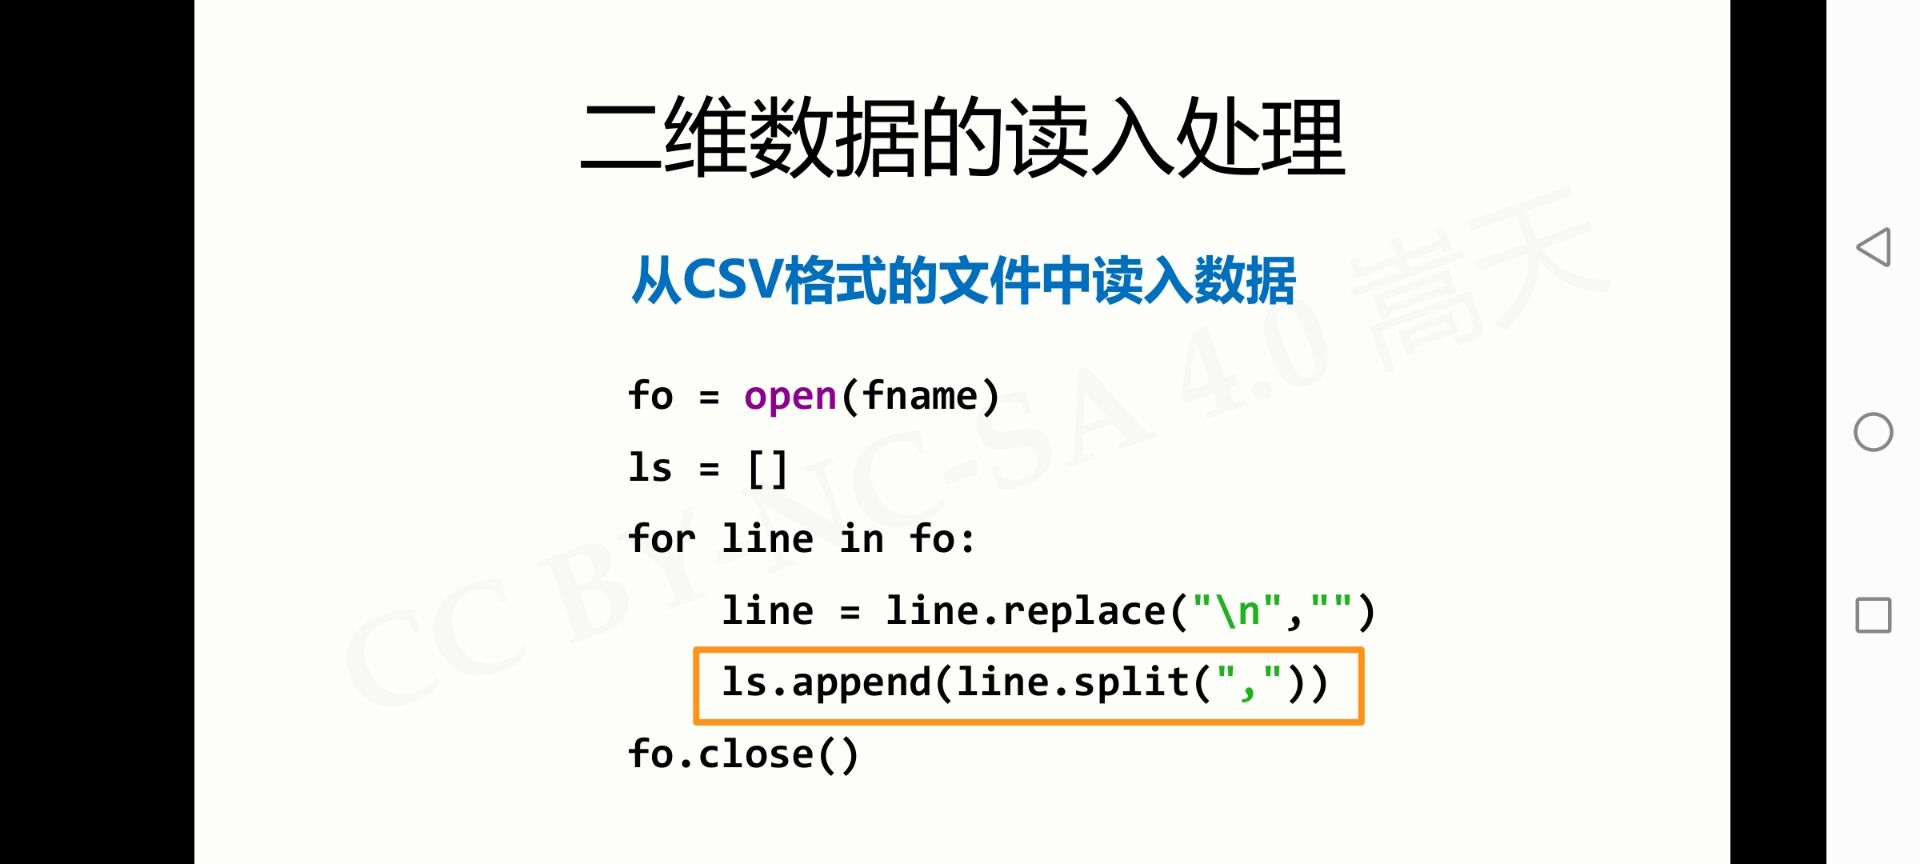 二维数据的读入处理
从CSV格式的文件中读入数据
fo = open(fname)
ls = []
for line in fo:
    line = line.replace("\n","")
    ls.append(line.split(","))
fo.close()
CC BY-NC-SA 4.0 嵩天